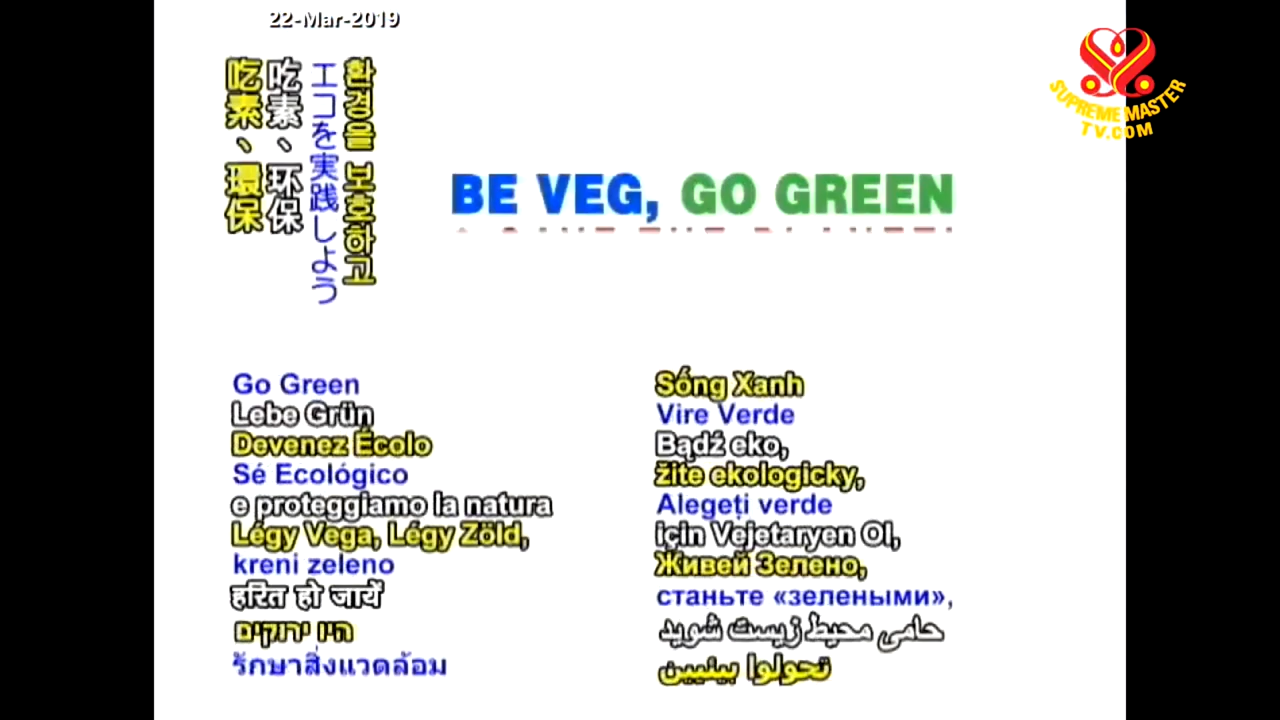 22-Mar-2019
SUPREME MASTER
TV.COM
吃素、環保
吃素、环保
エコを実践しよう
환경을 보호하고
BE VEG, GO GREEN
Go Green
Lebe Grün
Devenez Écolo
Sé Ecológico
e proteggiamo la natura
Légy Vega, Légy Zöld,
kreni zeleno
हरित हो जायें
היו ירוקים
รักษาสิ่งแวดล้อม
Sống Xanh
Vire Verde
Bądź eko,
žite ekologicky,
Alegeți verde
için Vejetaryen Ol,
Живей Зелено,
станьте «зелеными»,
حامی محیط زیست شوید
تحولوا بيئيين